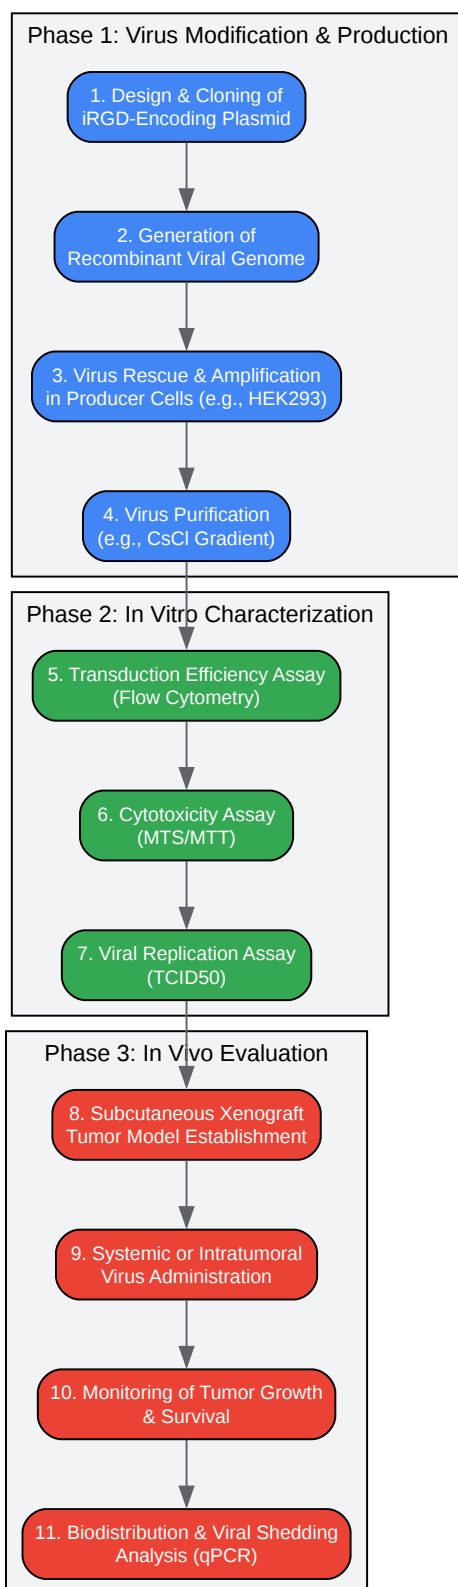 Phase 1: Virus Modification & Production
1. Design & Cloning of
iRGD-Encoding Plasmid
2. Generation of
Recombinant Viral Genome
3. Virus Rescue & Amplification
in Producer Cells (e.g., HEK293)
4. Virus Purification
(e.g., CsCl Gradient)
Phase 2: In Vitro Characterization
5. Transduction Efficiency Assay
(Flow Cytometry)
6. Cytotoxicity Assay
(MTS/MTT)
7. Viral Replication Assay
(TCID50)
Phase 3: In Vivo Evaluation
8. Subcutaneous Xenograft
Tumor Model Establishment
9. Systemic or Intratumoral
Virus Administration
10. Monitoring of Tumor Growth
& Survival
11. Biodistribution & Viral Shedding
Analysis (qPCR)